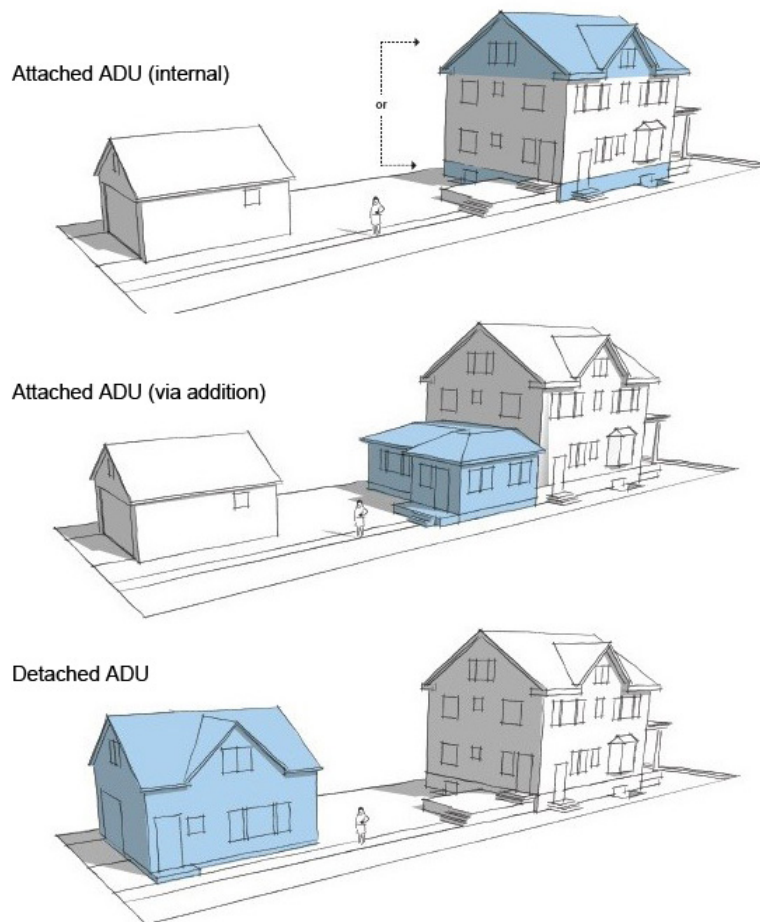 Attached ADU (internal)
or
Attached ADU (via addition)
Detached ADU